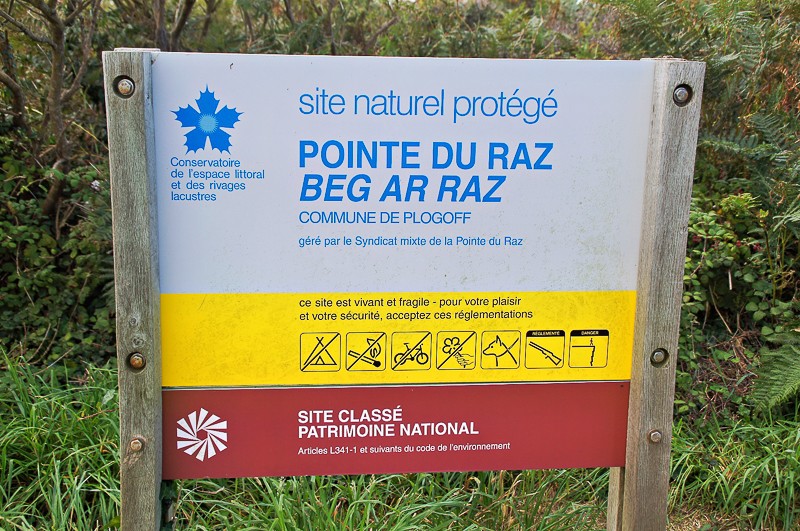 site naturel protégé
Conservatoire
de l'espace littoral
et des rivages
lacustres
POINTE DU RAZ
BEG AR RAZ
COMMUNE DE PLOGOFF
géré par le Syndicat mixte de la Pointe du Raz
ce site est vivant et fragile - pour votre plaisir
et votre sécurité, acceptez ces réglementations
RÉGLEMENTÉ
DANGER
SITE CLASSÉ
PATRIMOINE NATIONAL
Articles L341-1 et suivants du code de l'environnement